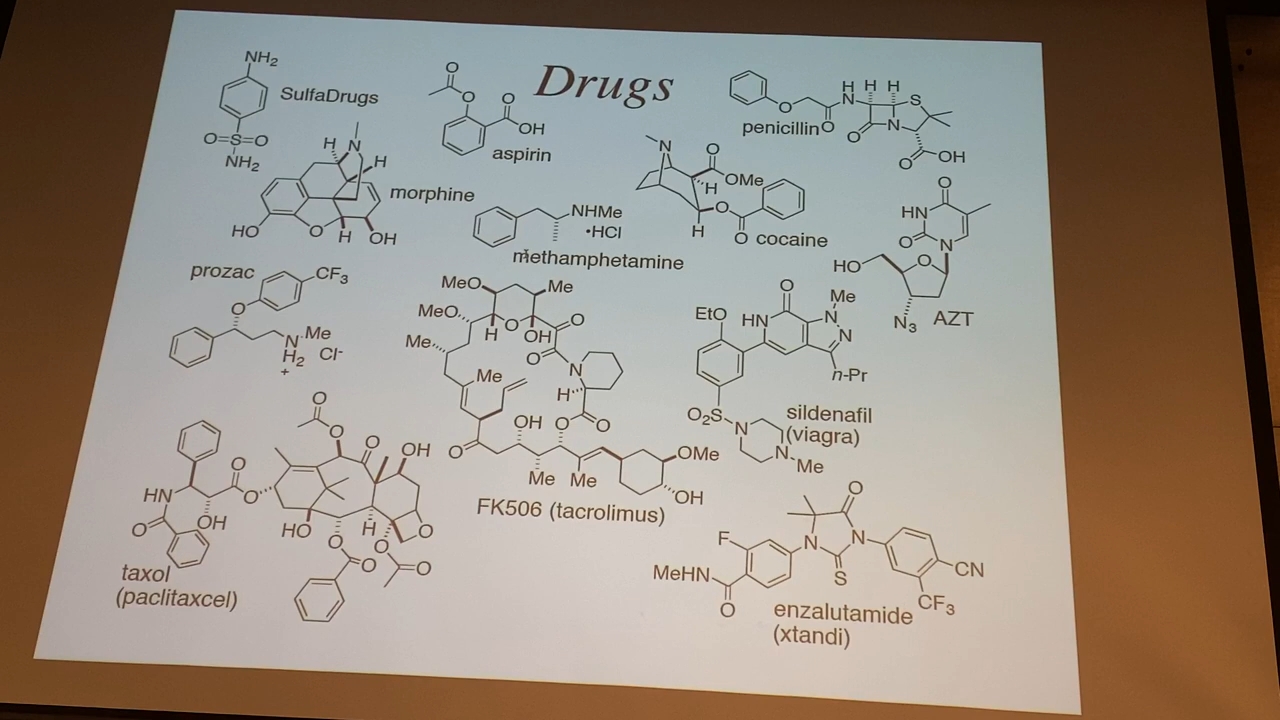 Drugs
NH₂
SulfaDrugs
O=S=O
NH₂
O
O
O
OH
aspirin
H H H
N S
O
O
O N
penicillin
O OH
H N H
morphine
HO O H OH
NHMe
•HCl
methamphetamine
N
O
OMe
H
O
H O
cocaine
O
HN
O N
HO O
N₃ AZT
prozac
CF₃
O
N Me
H₂ Cl-
+
MeO Me
MeO
H O OH O
Me O
N
Me H
O O
OH
O
Me Me
OMe
OH
FK506 (tacrolimus)
O Me
EtO HN N
N
n-Pr
O₂S
N
N
Me
sildenafil
(viagra)
O
O O OH
O
HN O
O OH
HO H O
O O
O O
taxol
(paclitaxcel)
O
F N N
MeHN S CN
O CF₃
enzalutamide
(xtandi)